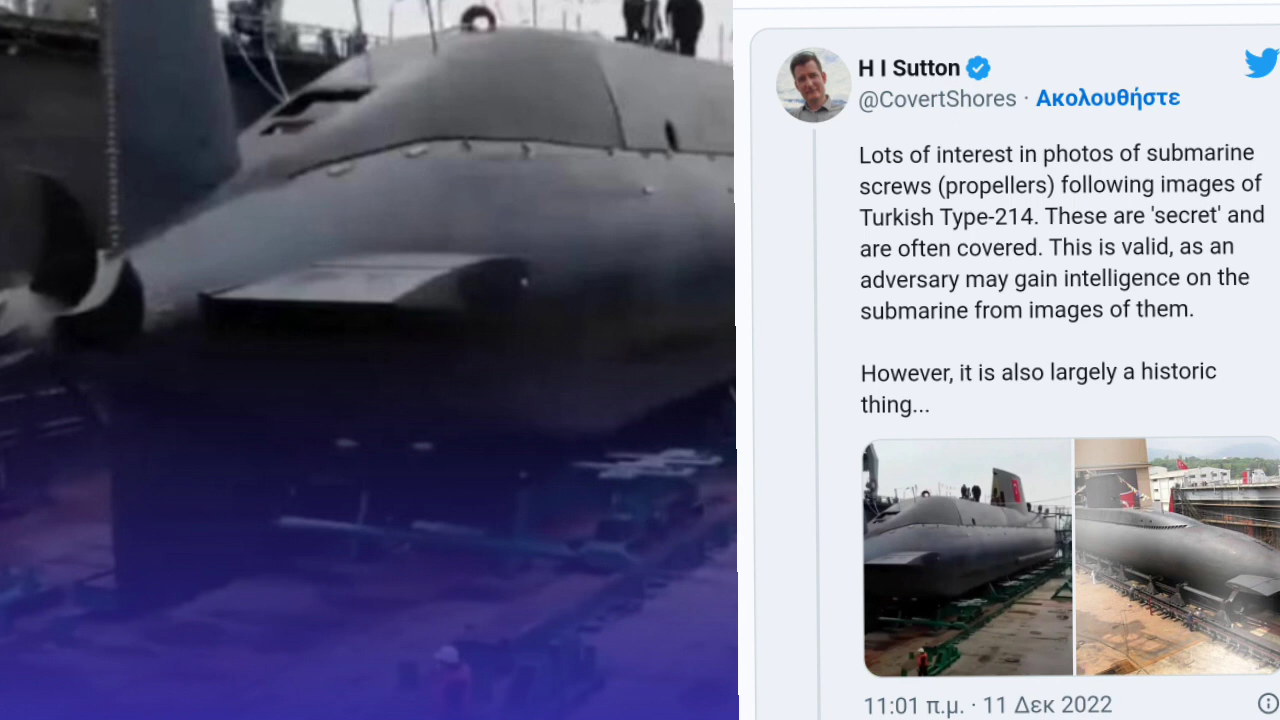 H I Sutton
@CovertShores · Ακολουθήστε
Lots of interest in photos of submarine
screws (propellers) following images of
Turkish Type-214. These are 'secret' and
are often covered. This is valid, as an
adversary may gain intelligence on the
submarine from images of them.
However, it is also largely a historic
thing...
11:01 π.μ. · 11 Δεκ 2022